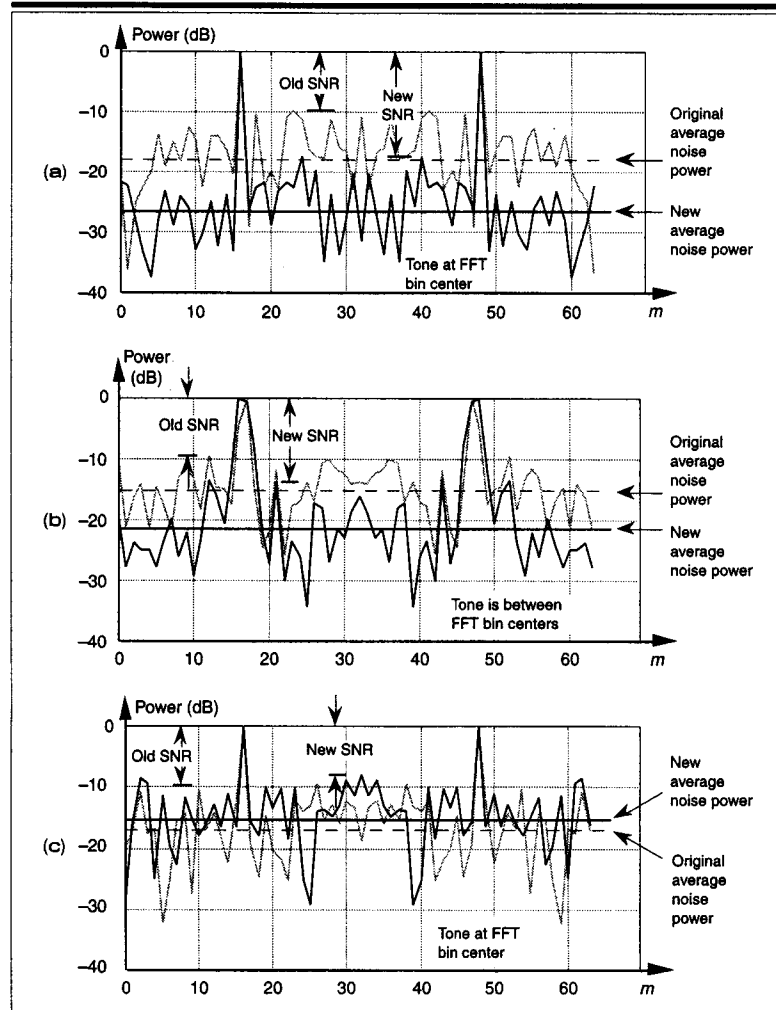 Power (dB)
0
–10
–20
–30
–40
(a)
Old SNR
New
SNR
Tone at FFT
bin center
Original
average
noise
power
New
average
noise power
0 10 20 30 40 50 60 m
Power
(dB)
0
–10
–20
–30
–40
(b)
Old SNR
New SNR
Tone is between
FFT bin centers
Original
average
noise
power
New
average
noise power
0 10 20 30 40 50 60 m
Power (dB)
0
–10
–20
–30
–40
(c)
Old SNR
New SNR
Tone at FFT
bin center
New
average
noise power
Original
average
noise
power
0 10 20 30 40 50 60 m